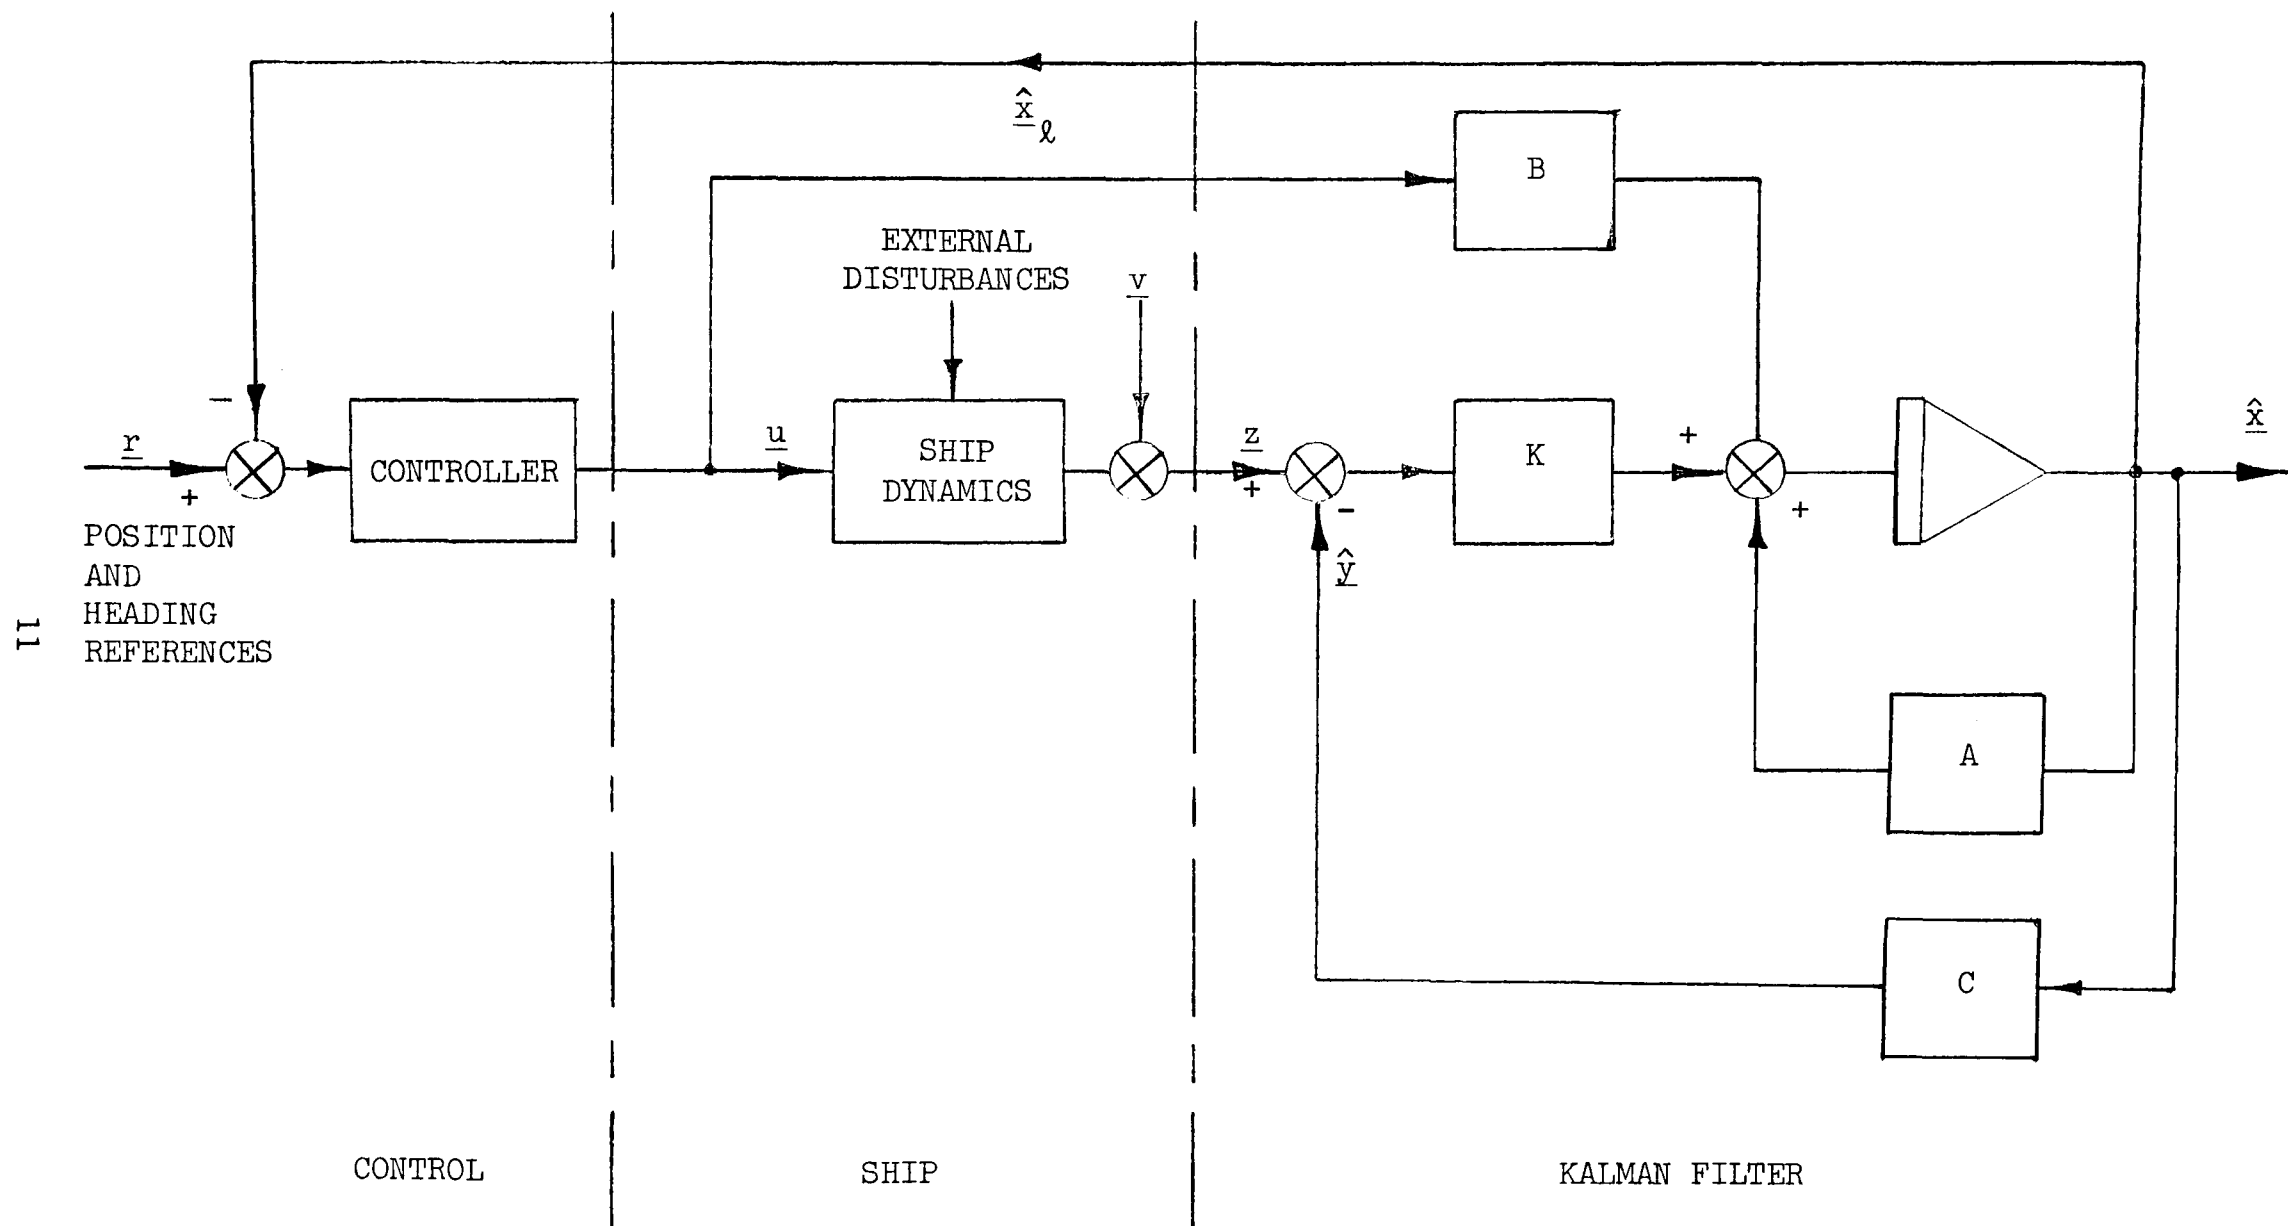 x̂ₗ
B
EXTERNAL
DISTURBANCES
v
-
r
+
CONTROLLER
u
SHIP
DYNAMICS
z
+
-
ŷ
K
+
+
x̂
POSITION
AND
HEADING
REFERENCES
A
C
11
CONTROL
SHIP
KALMAN FILTER